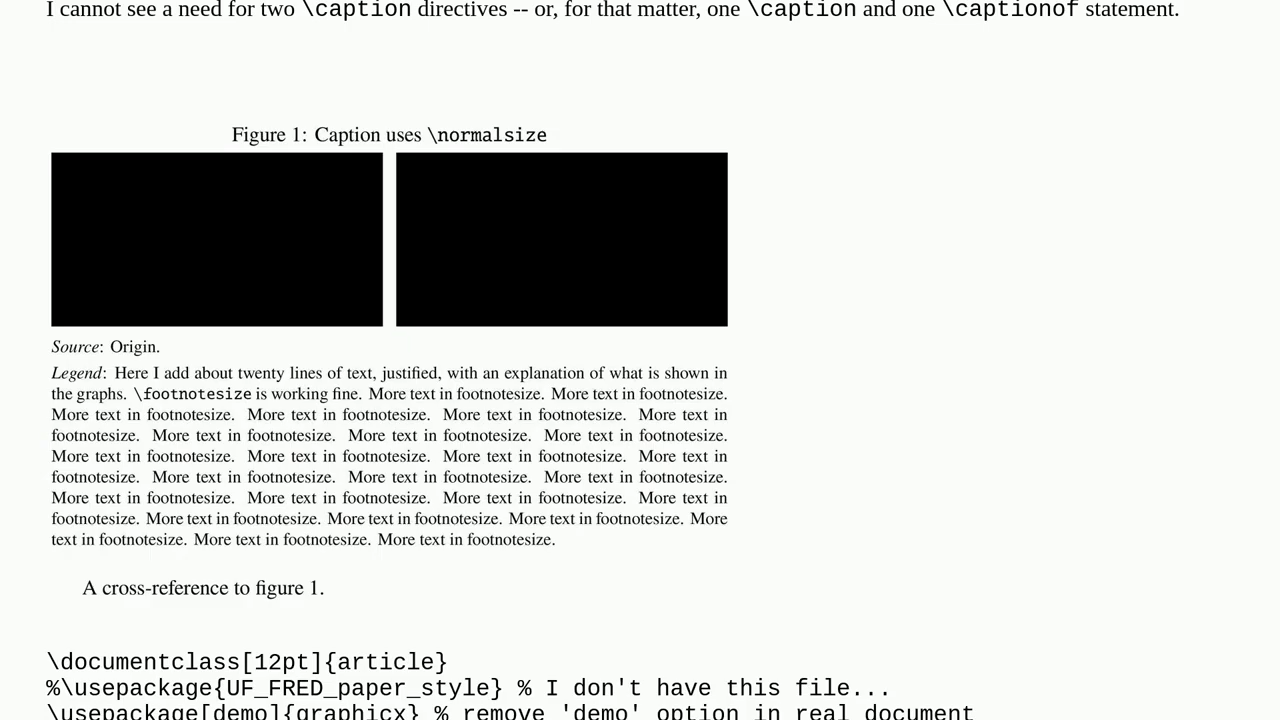 I cannot see a need for two \caption directives -- or, for that matter, one \caption and one \captionof statement.
Figure 1: Caption uses \normalsize
Source: Origin.
Legend: Here I add about twenty lines of text, justified, with an explanation of what is shown in
the graphs. \footnotesize is working fine. More text in footnotesize. More text in footnotesize.
More text in footnotesize. More text in footnotesize. More text in footnotesize. More text in
footnotesize. More text in footnotesize. More text in footnotesize. More text in footnotesize.
More text in footnotesize. More text in footnotesize. More text in footnotesize. More text in
footnotesize. More text in footnotesize. More text in footnotesize. More text in footnotesize.
More text in footnotesize. More text in footnotesize. More text in footnotesize. More text in
footnotesize. More text in footnotesize. More text in footnotesize. More text in footnotesize. More
text in footnotesize. More text in footnotesize. More text in footnotesize.
A cross-reference to figure 1.
\documentclass[12pt]{article}
%\usepackage{UF_FRED_paper_style} % I don't have this file...
\usepackage[demo]{graphicx} % remove 'demo' option in real document